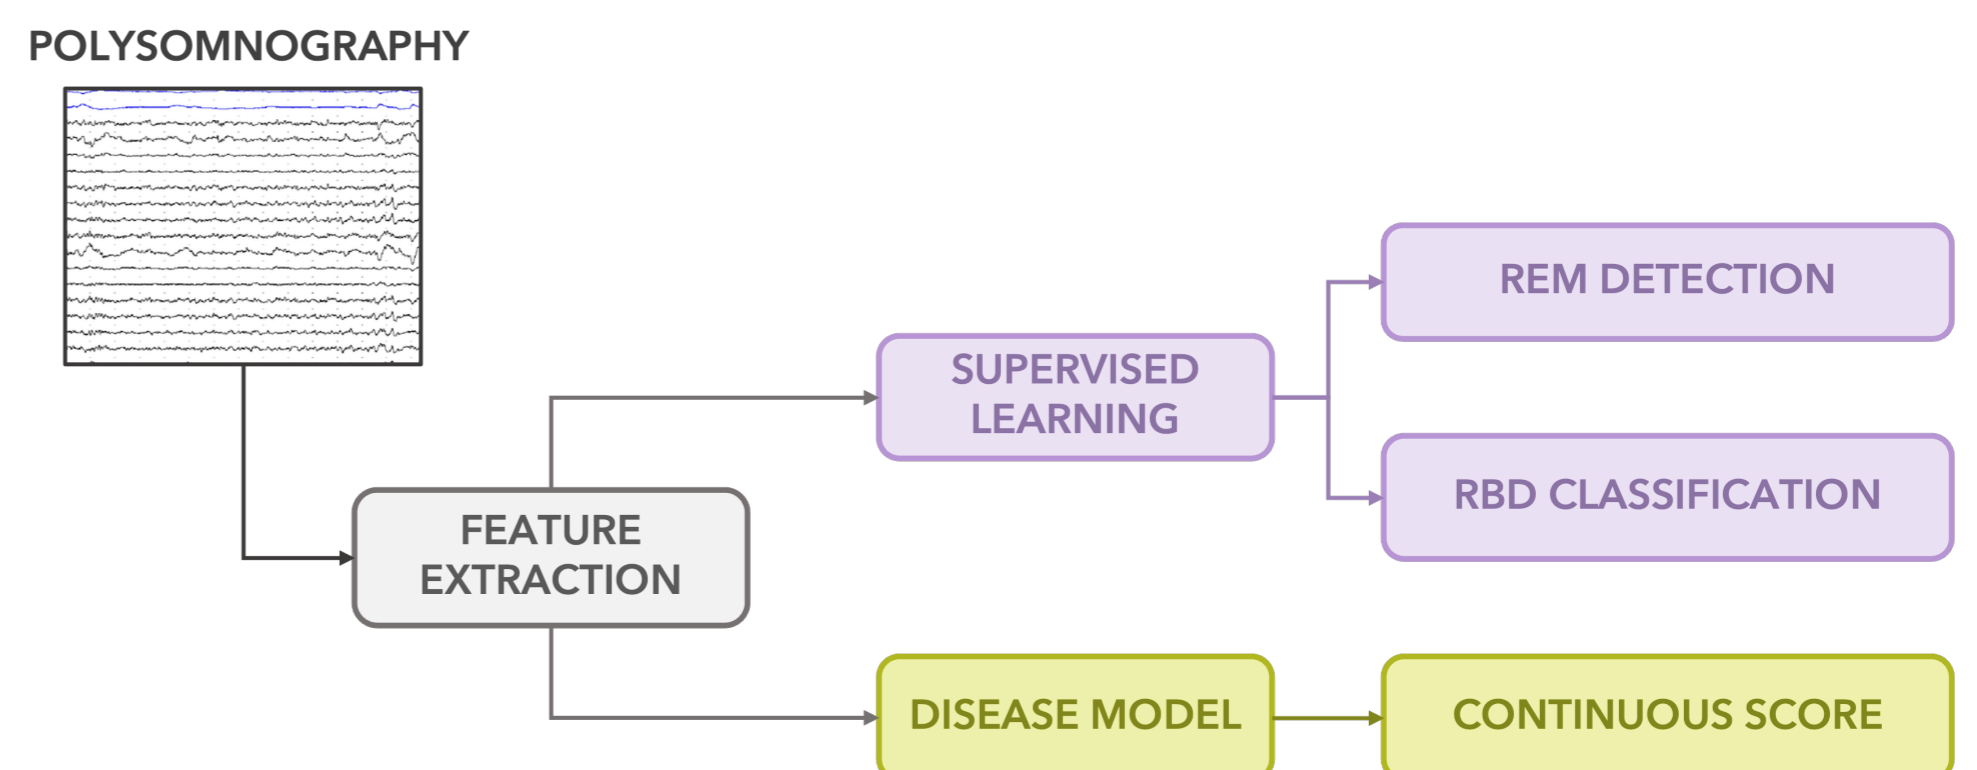 POLYSOMNOGRAPHY
FEATURE
EXTRACTION
SUPERVISED
LEARNING
REM DETECTION
RBD CLASSIFICATION
DISEASE MODEL
CONTINUOUS SCORE